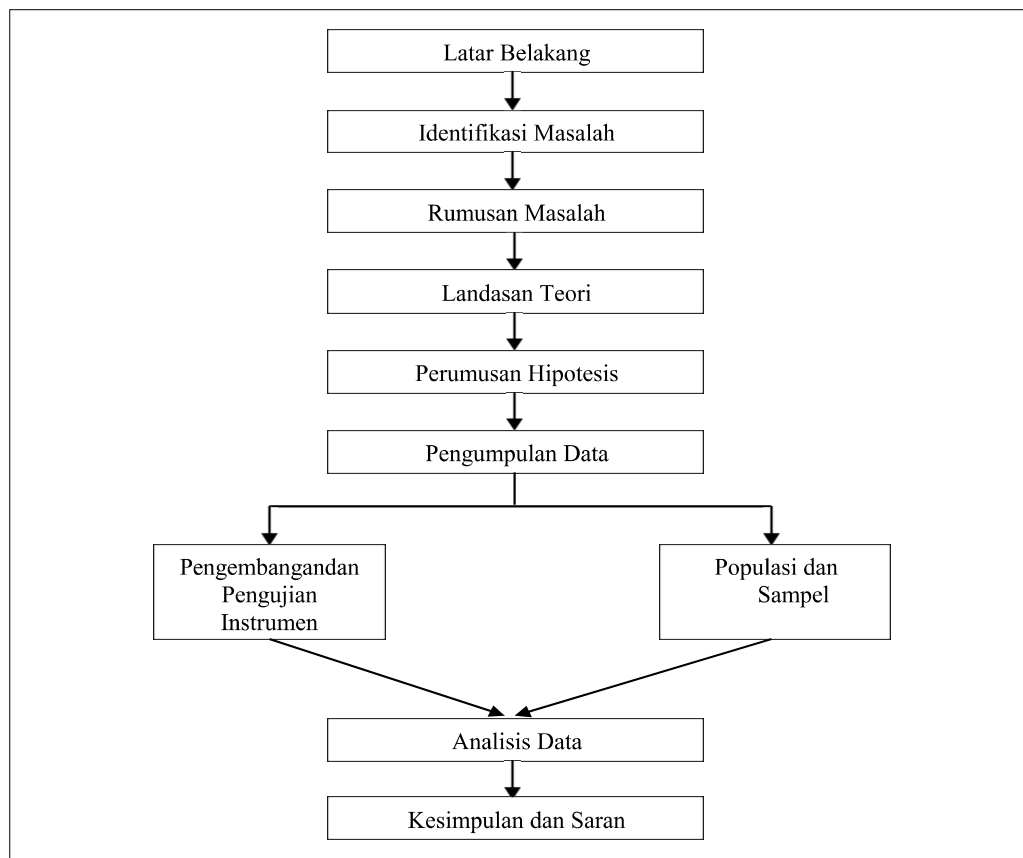 Latar Belakang
Identifikasi Masalah
Rumusan Masalah
Landasan Teori
Perumusan Hipotesis
Pengumpulan Data
Pengembangandan
Pengujian
Instrumen
Populasi dan
Sampel
Analisis Data
Kesimpulan dan Saran